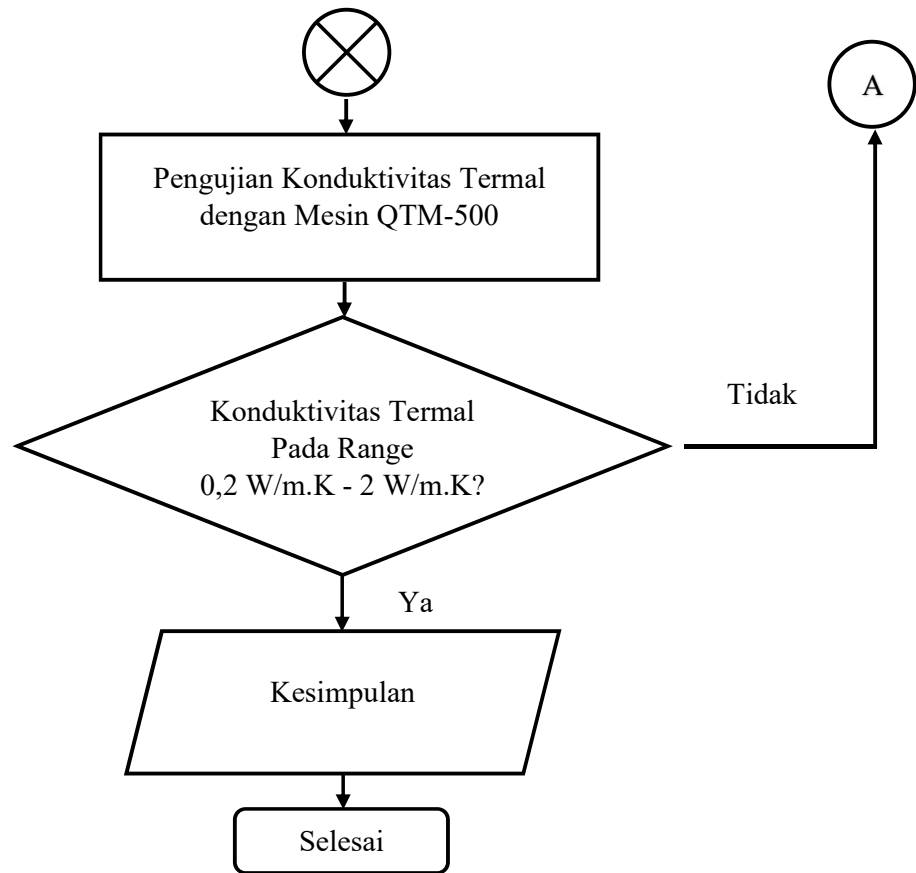 A
Pengujian Konduktivitas Termal
dengan Mesin QTM-500
Konduktivitas Termal
Pada Range
0,2 W/m.K - 2 W/m.K?
Tidak
Ya
Kesimpulan
Selesai